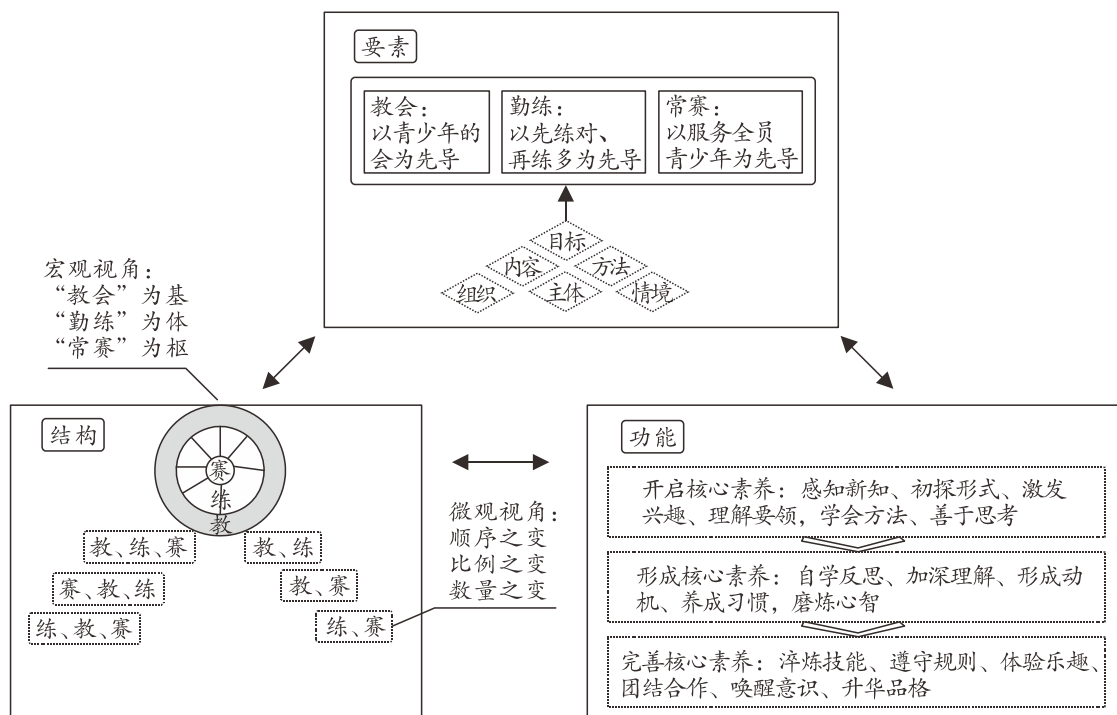 要素
教会：
以青少年的
会为先导
勤练：
以先练对、
再练多为先导
常赛：
以服务全员
青少年为先导
目标
内容
方法
组织
主体
情境
宏观视角：
“教会”为基
“勤练”为体
“常赛”为枢
结构
赛
练
教
教、练、赛
赛、教、练
练、教、赛
教、练
教、赛
练、赛
微观视角：
顺序之变
比例之变
数量之变
功能
开启核心素养：感知新知、初探形式、激发
兴趣、理解要领，学会方法、善于思考
形成核心素养：自学反思、加深理解、形成动
机、养成习惯，磨炼心智
完善核心素养：淬炼技能、遵守规则、体验乐趣、
团结合作、唤醒意识、升华品格